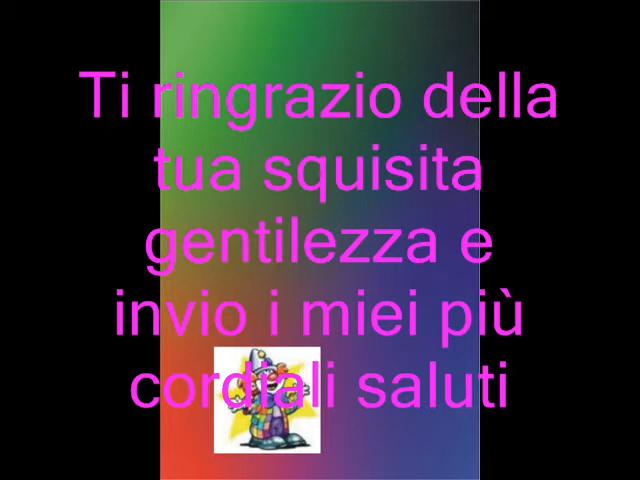 Ti ringrazio della
tua squisita
gentilezza e
invio i miei più
cordiali saluti